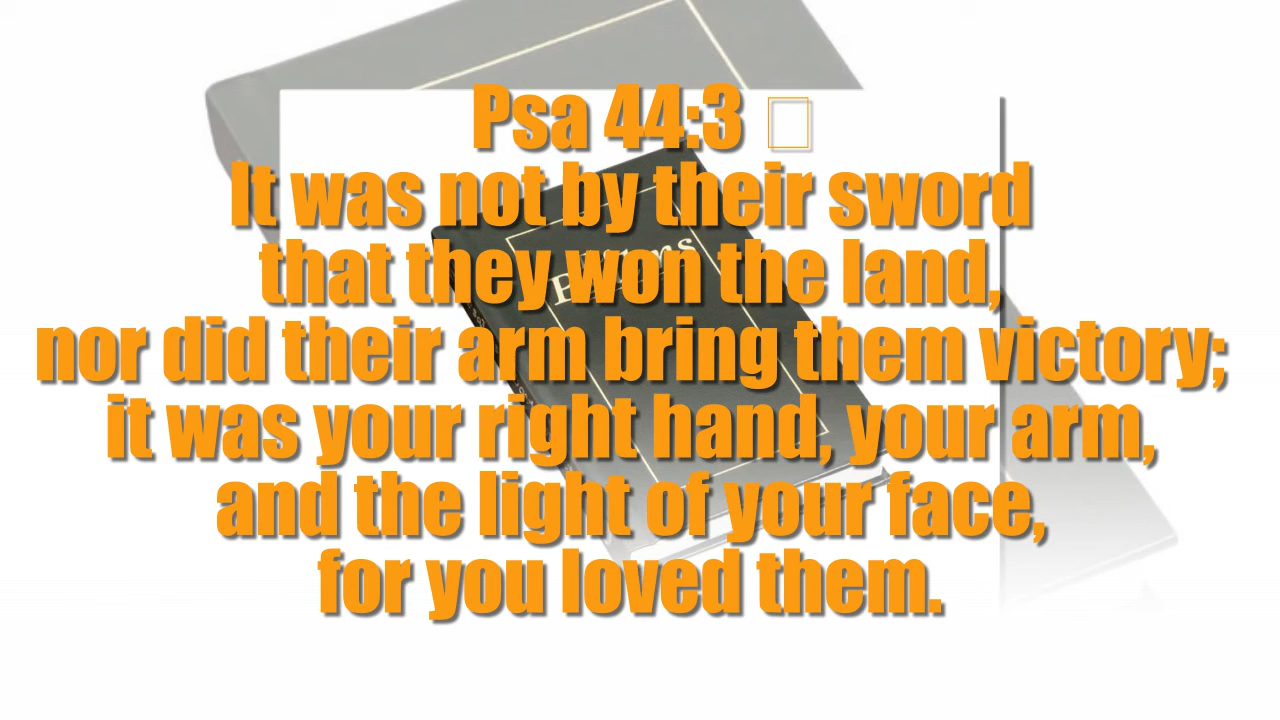 Psa 44:3
It was not by their sword
that they won the land,
nor did their arm bring them victory;
it was your right hand, your arm,
and the light of your face,
for you loved them.